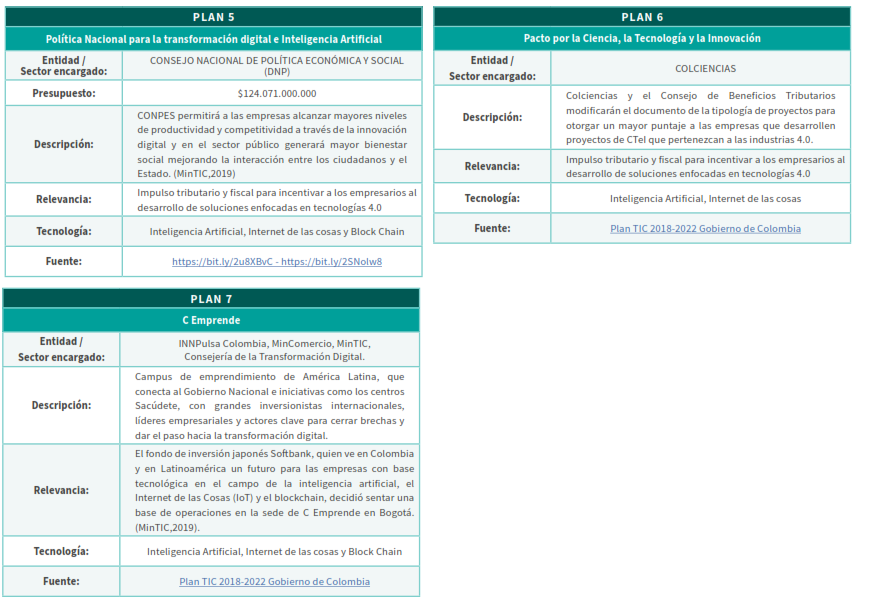 PLAN 5
Política Nacional para la transformación digital e Inteligencia Artificial
Entidad /
Sector encargado:
CONSEJO NACIONAL DE POLÍTICA ECONÓMICA Y SOCIAL
(DNP)
Presupuesto:
$124.071.000.000
Descripción:
CONPES permitirá a las empresas alcanzar mayores niveles
de productividad y competitividad a través de la innovación
digital y en el sector público generará mayor bienestar
social mejorando la interacción entre los ciudadanos y el
Estado. (MinTIC,2019)
Relevancia:
Impulso tributario y fiscal para incentivar a los empresarios al
desarrollo de soluciones enfocadas en tecnologías 4.0
Tecnología:
Inteligencia Artificial, Internet de las cosas y Block Chain
Fuente:
https://bit.ly/2u8XBvC - https://bit.ly/2SNolw8
PLAN 6
Pacto por la Ciencia, la Tecnología y la Innovación
Entidad /
Sector encargado:
COLCIENCIAS
Descripción:
Colciencias y el Consejo de Beneficios Tributarios
modificarán el documento de la tipología de proyectos para
otorgar un mayor puntaje a las empresas que desarrollen
proyectos de CTel que pertenezcan a las industrias 4.0.
Relevancia:
Impulso tributario y fiscal para incentivar a los empresarios al
desarrollo de soluciones enfocadas en tecnologías 4.0
Tecnología:
Inteligencia Artificial, Internet de las cosas
Fuente:
Plan TIC 2018-2022 Gobierno de Colombia
PLAN 7
C Emprende
Entidad /
Sector encargado:
INNPulsa Colombia, MinComercio, MinTIC,
Consejería de la Transformación Digital.
Descripción:
Campus de emprendimiento de América Latina, que
conecta al Gobierno Nacional e iniciativas como los centros
Sacúdete, con grandes inversionistas internacionales,
líderes empresariales y actores clave para cerrar brechas y
dar el paso hacia la transformación digital.
Relevancia:
El fondo de inversión japonés Softbank, quien ve en Colombia
y en Latinoamérica un futuro para las empresas con base
tecnológica en el campo de la inteligencia artificial, el
Internet de las Cosas (IoT) y el blockchain, decidió sentar una
base de operaciones en la sede de C Emprende en Bogotá.
(MinTIC,2019).
Tecnología:
Inteligencia Artificial, Internet de las cosas y Block Chain
Fuente:
Plan TIC 2018-2022 Gobierno de Colombia